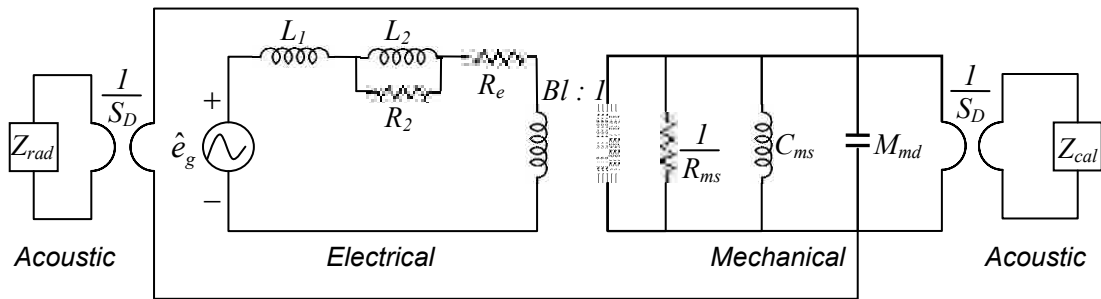 L1 L2
1/SD + Re Bl : 1 1/SD
R2
Zrad êg 1/Rms Cms Mmd Zcal
−
Acoustic Electrical Mechanical Acoustic